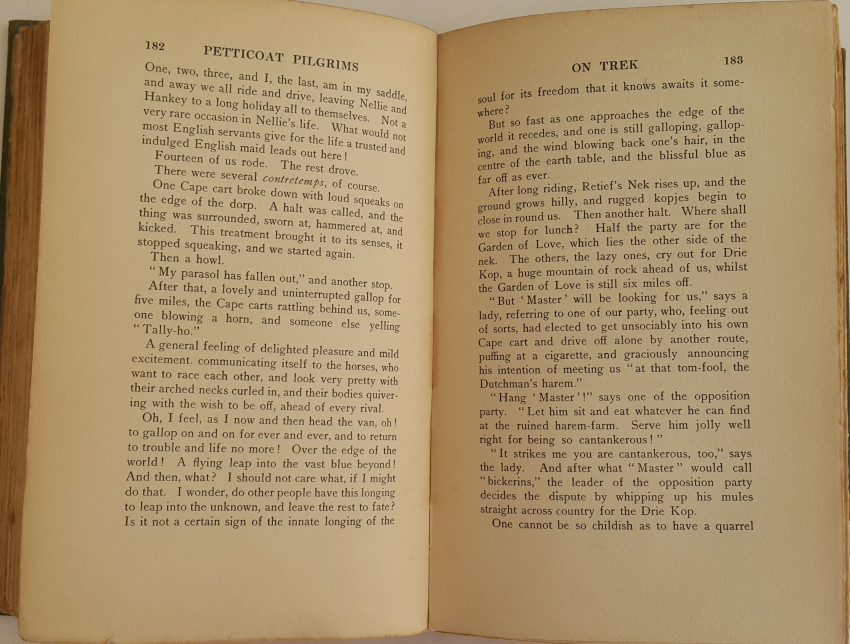 182 PETTICOAT PILGRIMS
One, two, three, and I, the last, am in my saddle,
and away we all ride and drive, leaving Nellie and
Hankey to a long holiday all to themselves. Not a
very rare occasion in Nellie's life. What would not
most English servants give for the life a trusted and
indulged English maid leads out here!
Fourteen of us rode. The rest drove.
There were several contretemps, of course.
One Cape cart broke down with loud squeaks on
the edge of the dorp. A halt was called, and the
thing was surrounded, sworn at, hammered at, and
kicked. This treatment brought it to its senses, it
stopped squeaking, and we started again.
Then a howl.
"My parasol has fallen out," and another stop.
After that, a lovely and uninterrupted gallop for
five miles, the Cape carts rattling behind us, some-
one blowing a horn, and someone else yelling
"Tally-ho."
A general feeling of delighted pleasure and mild
excitement. communicating itself to the horses, who
want to race each other, and look very pretty with
their arched necks curled in, and their bodies quiver-
ing with the wish to be off, ahead of every rival.
Oh, I feel, as I now and then head the van, oh!
to gallop on and on for ever and ever, and to return
to trouble and life no more! Over the edge of the
world! A flying leap into the vast blue beyond!
And then, what? I should not care what, if I might
do that. I wonder, do other people have this longing
to leap into the unknown, and leave the rest to fate?
Is it not a certain sign of the innate longing of the
ON TREK 183
soul for its freedom that it knows awaits it some-
where?
But so fast as one approaches the edge of the
world it recedes, and one is still galloping, gallop-
ing, and the wind blowing back one's hair, in the
centre of the earth table, and the blissful blue as
far off as ever.
After long riding, Retief's Nek rises up, and the
ground grows hilly, and rugged kopjes begin to
close in round us. Then another halt. Where shall
we stop for lunch? Half the party are for the
Garden of Love, which lies the other side of the
nek. The others, the lazy ones, cry out for Drie
Kop, a huge mountain of rock ahead of us, whilst
the Garden of Love is still six miles off.
"But 'Master' will be looking for us," says a
lady, referring to one of our party, who, feeling out
of sorts, had elected to get unsociably into his own
Cape cart and drive off alone by another route,
puffing at a cigarette, and graciously announcing
his intention of meeting us "at that tom-fool, the
Dutchman's harem."
"Hang 'Master'!" says one of the opposition
party. "Let him sit and eat whatever he can find
at the ruined harem-farm. Serve him jolly well
right for being so cantankerous!"
"It strikes me you are cantankerous, too," says
the lady. And after what "Master" would call
"bickerins," the leader of the opposition party
decides the dispute by whipping up his mules
straight across country for the Drie Kop.
One cannot be so childish as to have a quarrel